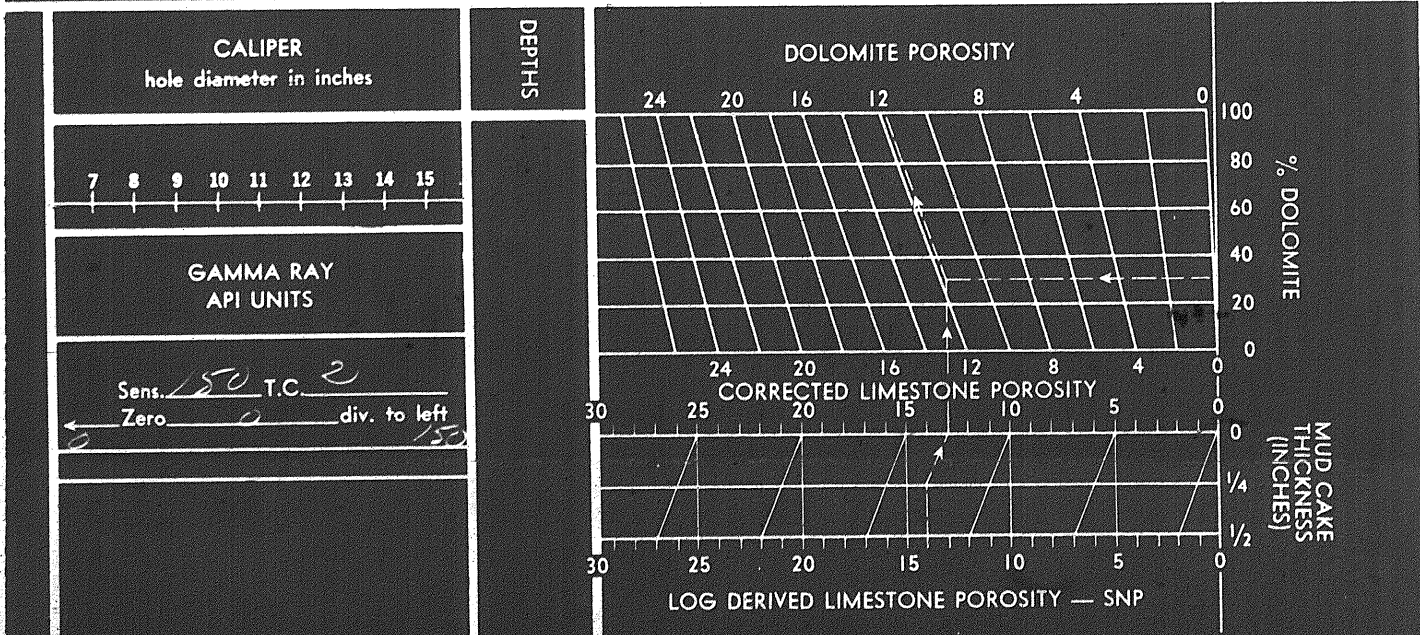 CALIPER
hole diameter in inches
7 8 9 10 11 12 13 14 15
GAMMA RAY
API UNITS
Sens. 150 T.C. 2
Zero 0 div. to left
0 150
DEPTHS
DOLOMITE POROSITY
24 20 16 12 8 4 0
100
80
60
40
20
0
% DOLOMITE
24 20 16 12 8 4 0
CORRECTED LIMESTONE POROSITY
30 25 20 15 10 5 0
0
1/4
1/2
MUD CAKE
THICKNESS
(INCHES)
30 25 20 15 10 5 0
LOG DERIVED LIMESTONE POROSITY — SNP